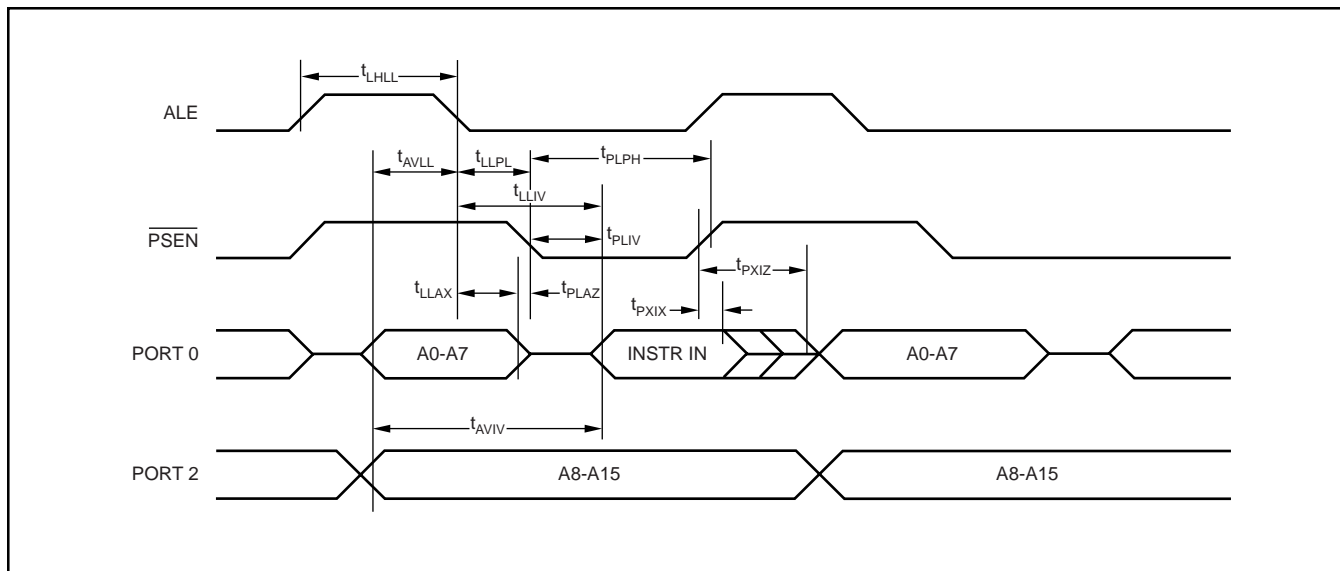 tLHLL
ALE
tAVLL tLLPL tPLPH
tLLIV
PSEN
tPLIV
tPXIZ
tLLAX tPLAZ
tPXIX
PORT 0 A0-A7 INSTR IN A0-A7
tAVIV
PORT 2 A8-A15 A8-A15